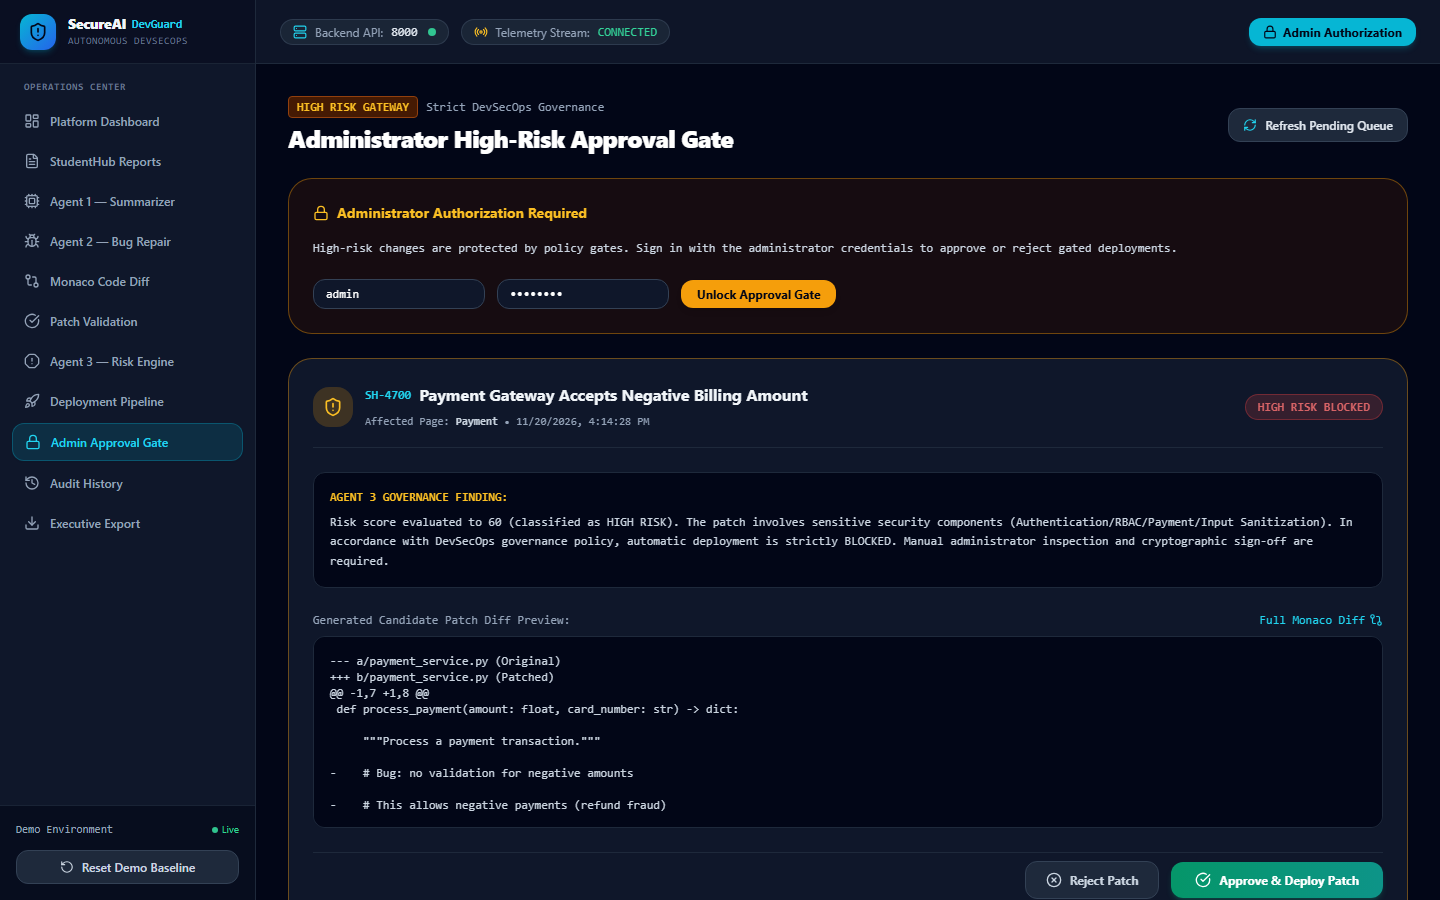 SecureAI DevGuard
AUTONOMOUS DEVSECOPS
Backend API: 8000
Telemetry Stream: CONNECTED
Admin Authorization
OPERATIONS CENTER
Platform Dashboard
StudentHub Reports
Agent 1 — Summarizer
Agent 2 — Bug Repair
Monaco Code Diff
Patch Validation
Agent 3 — Risk Engine
Deployment Pipeline
Admin Approval Gate
Audit History
Executive Export
Demo Environment
Live
Reset Demo Baseline
HIGH RISK GATEWAY Strict DevSecOps Governance
Administrator High-Risk Approval Gate
Refresh Pending Queue
Administrator Authorization Required
High-risk changes are protected by policy gates. Sign in with the administrator credentials to approve or reject gated deployments.
admin
••••••••
Unlock Approval Gate
SH-4700 Payment Gateway Accepts Negative Billing Amount
Affected Page: Payment • 11/20/2026, 4:14:28 PM
HIGH RISK BLOCKED
AGENT 3 GOVERNANCE FINDING:
Risk score evaluated to 60 (classified as HIGH RISK). The patch involves sensitive security components (Authentication/RBAC/Payment/Input Sanitization). In
accordance with DevSecOps governance policy, automatic deployment is strictly BLOCKED. Manual administrator inspection and cryptographic sign-off are
required.
Generated Candidate Patch Diff Preview:
Full Monaco Diff
--- a/payment_service.py (Original)
+++ b/payment_service.py (Patched)
@@ -1,7 +1,8 @@
def process_payment(amount: float, card_number: str) -> dict:
"""Process a payment transaction."""
-    # Bug: no validation for negative amounts
-    # This allows negative payments (refund fraud)
Reject Patch
Approve & Deploy Patch